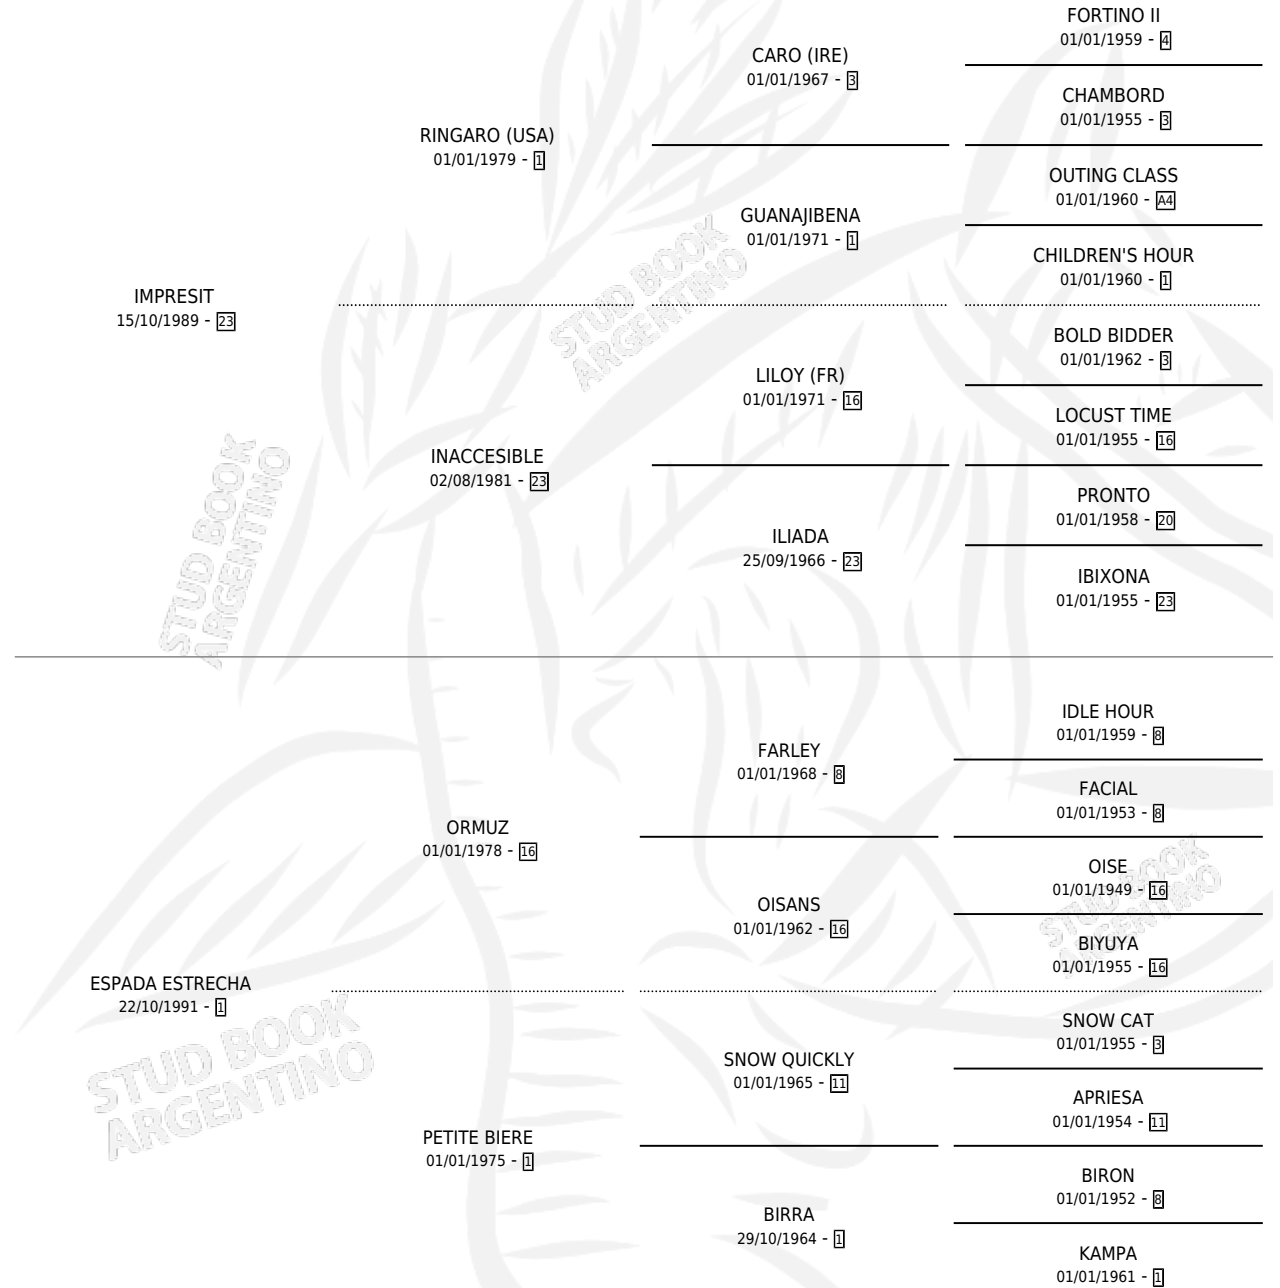 FORTINO II
01/01/1959 - 4
CARO (IRE)
01/01/1967 - 3
CHAMBORD
01/01/1955 - 3
RINGARO (USA)
01/01/1979 - 1
OUTING CLASS
01/01/1960 - A4
GUANAJIBENA
01/01/1971 - 1
CHILDREN'S HOUR
01/01/1960 - 1
IMPRESIT
15/10/1989 - 23
STUD BOOK
ARGENTINO
BOLD BIDDER
01/01/1962 - 3
LILOY (FR)
01/01/1971 - 16
LOCUST TIME
01/01/1955 - 16
INACCESIBLE
02/08/1981 - 23
PRONTO
01/01/1958 - 20
ILIADA
25/09/1966 - 23
IBIXONA
01/01/1955 - 23
STUD BOOK
ARGENTINO
IDLE HOUR
01/01/1959 - 8
FARLEY
01/01/1968 - 8
FACIAL
01/01/1953 - 8
ORMUZ
01/01/1978 - 16
OISE
01/01/1949 - 16
OISANS
01/01/1962 - 16
BIYUYA
01/01/1955 - 16
STUD BOOK
ARGENTINO
ESPADA ESTRECHA
22/10/1991 - 1
SNOW CAT
01/01/1955 - 3
SNOW QUICKLY
01/01/1965 - 11
APRIESA
01/01/1954 - 11
STUD BOOK
ARGENTINO
PETITE BIERE
01/01/1975 - 1
BIRON
01/01/1952 - 8
BIRRA
29/10/1964 - 1
KAMPA
01/01/1961 - 1